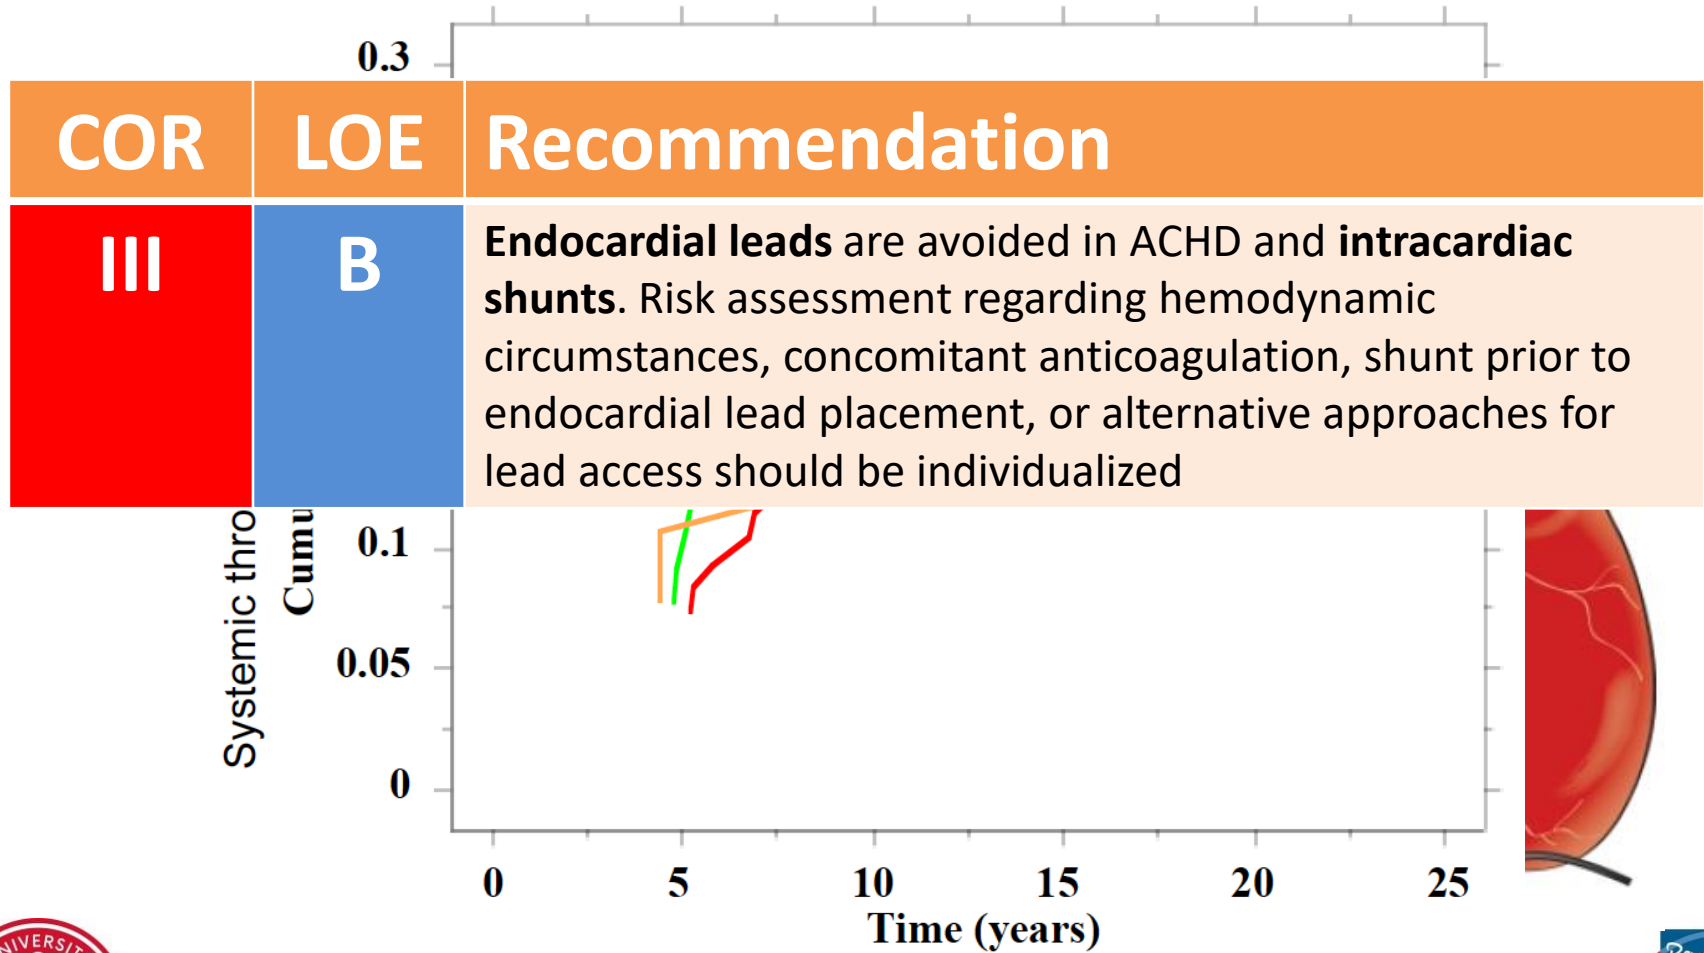 0.3
COR LOE Recommendation
III B Endocardial leads are avoided in ACHD and intracardiac
shunts. Risk assessment regarding hemodynamic
circumstances, concomitant anticoagulation, shunt prior to
endocardial lead placement, or alternative approaches for
lead access should be individualized
Systemic thro
Cumu
0.1
0.05
0
0 5 10 15 20 25
Time (years)